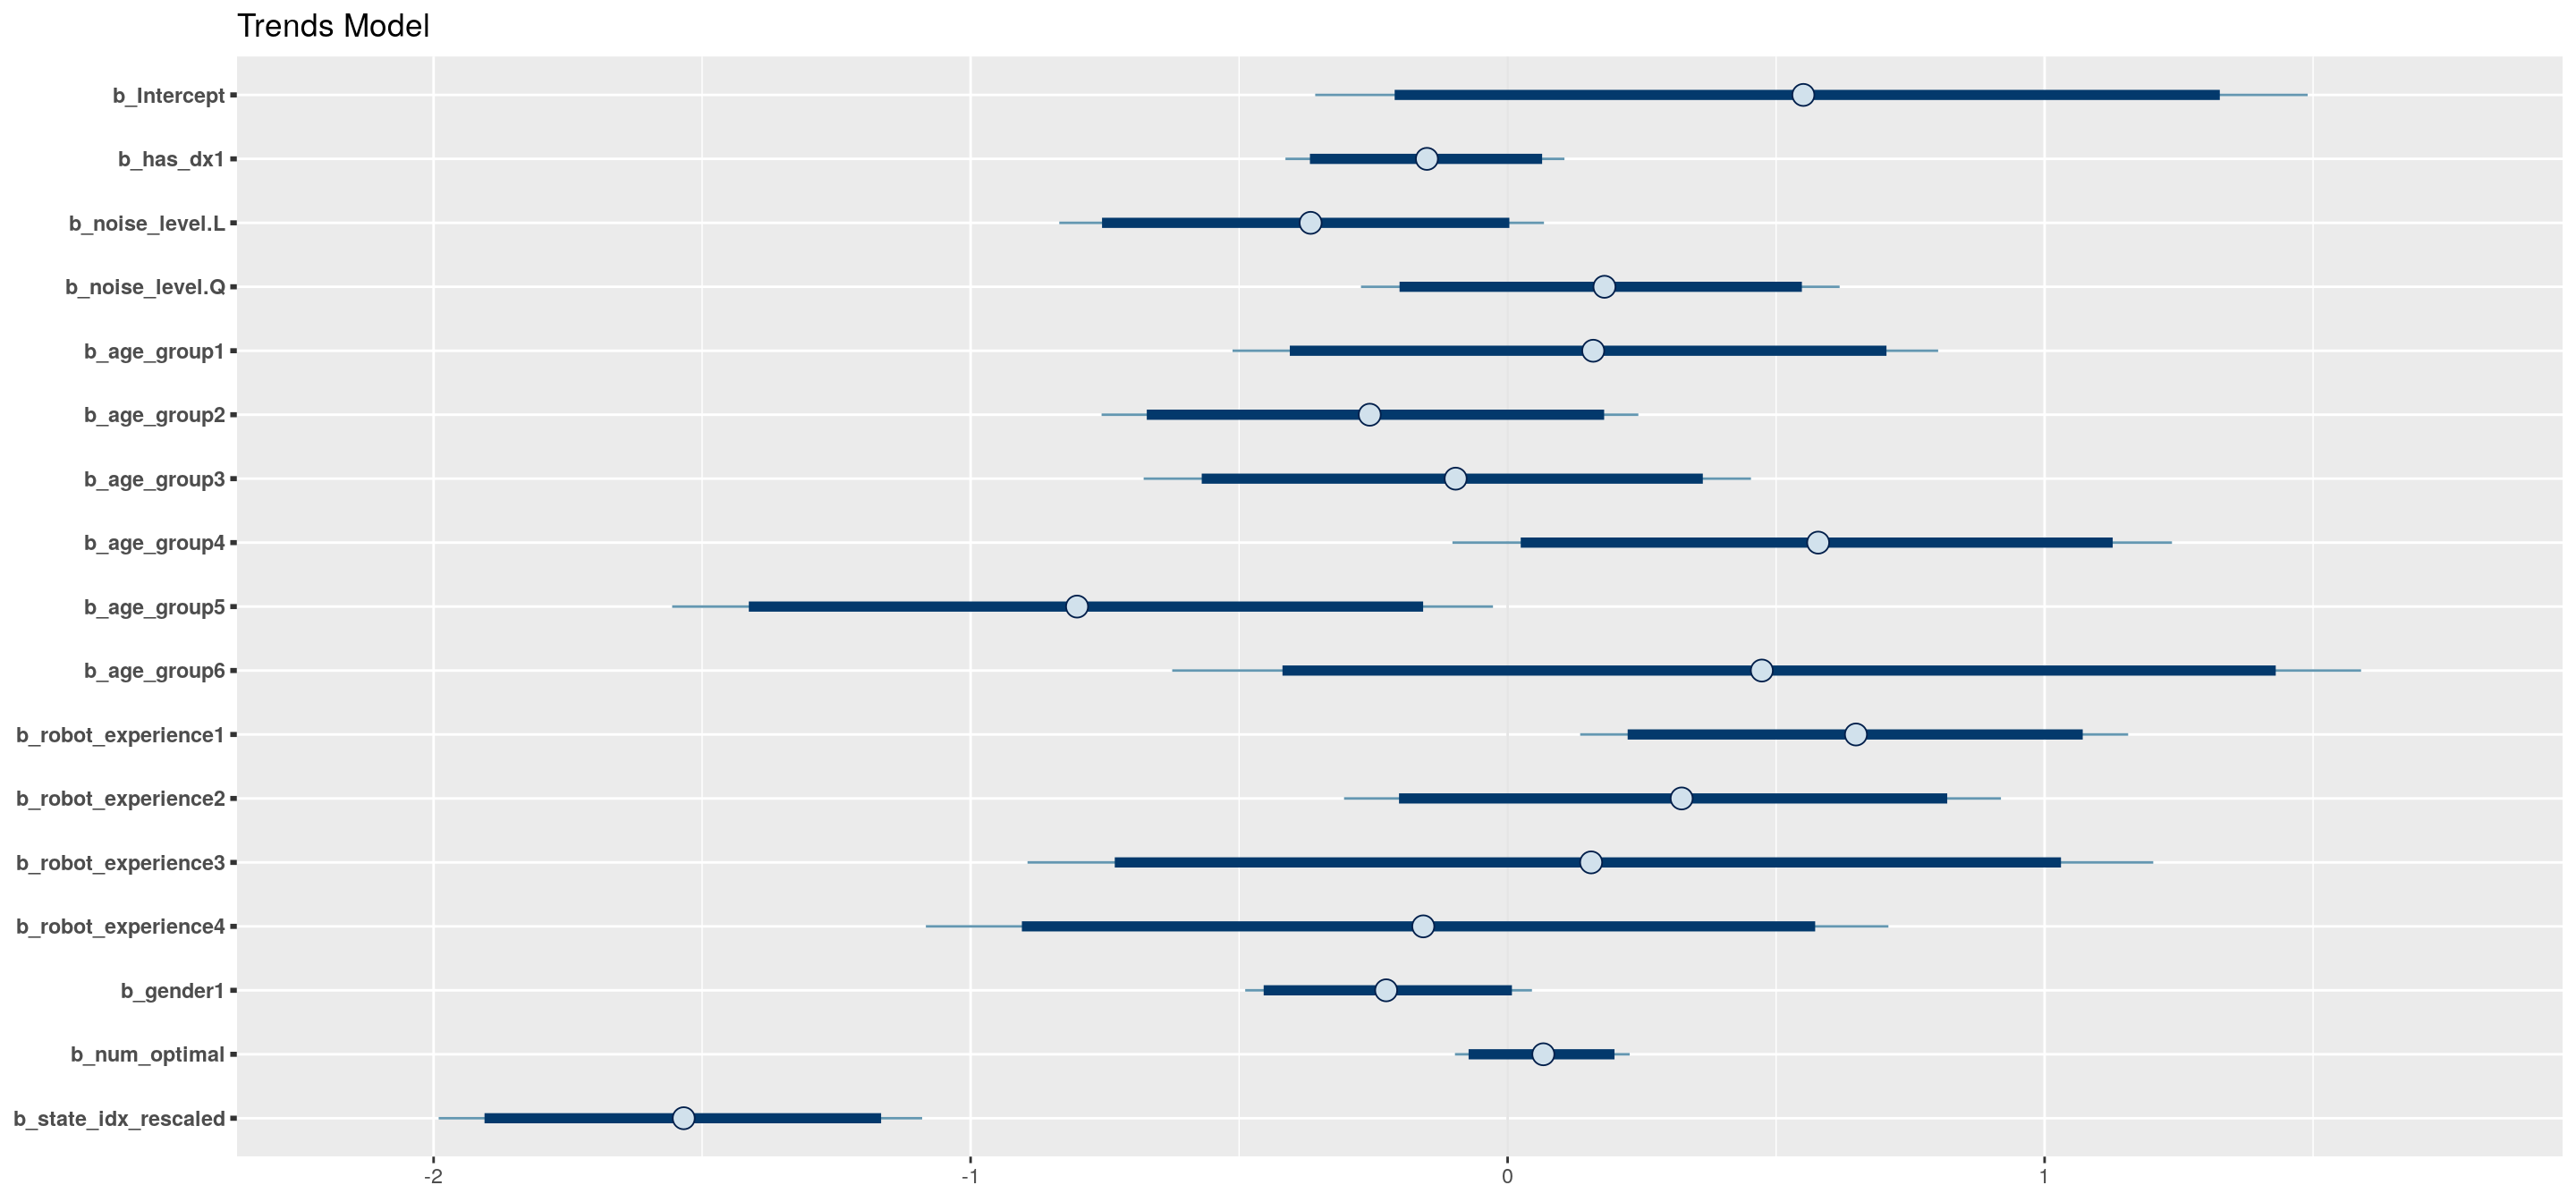 Trends Model
b_Intercept
b_has_dx1
b_noise_level.L
b_noise_level.Q
b_age_group1
b_age_group2
b_age_group3
b_age_group4
b_age_group5
b_age_group6
b_robot_experience1
b_robot_experience2
b_robot_experience3
b_robot_experience4
b_gender1
b_num_optimal
b_state_idx_rescaled
-2 -1 0 1